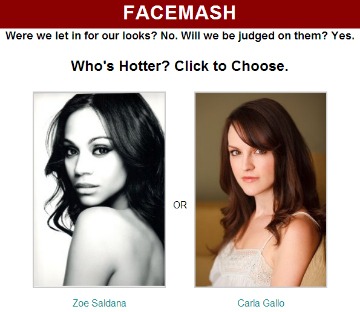 FACEMASH
Were we let in for our looks? No. Will we be judged on them? Yes.
Who's Hotter? Click to Choose.
OR
Zoe Saldana
Carla Gallo